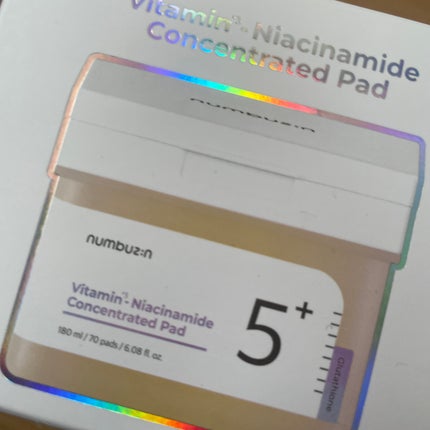 Vitamin - Niacinamide
Concentrated Pad
numbuz:n
numbuz:n
Vitamin - Niacinamide
Concentrated Pad
180 ml / 70 pads / 6.08 fl. oz.
5+
Glutathione